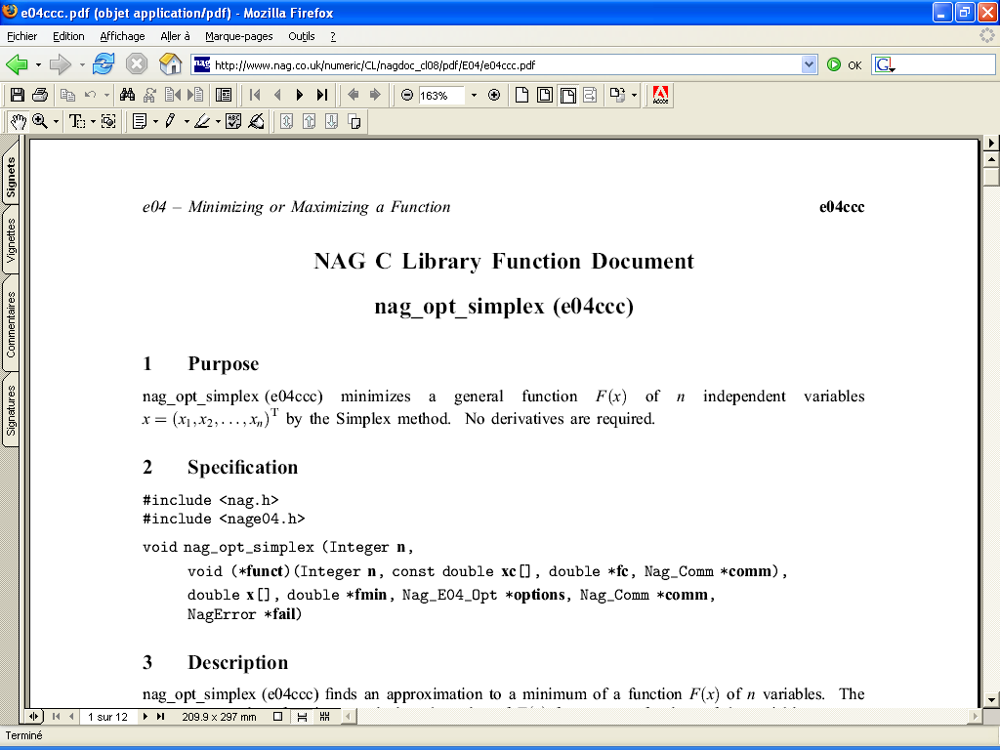 e04ccc.pdf (objet application/pdf) - Mozilla Firefox
Fichier Edition Affichage Aller à Marque-pages Outils ?
nag http://www.nag.co.uk/numeric/CL/nagdoc_cl08/pdf/E04/e04ccc.pdf OK G
163% Adobe
Signets
Vignettes
Commentaires
Signatures
e04 – Minimizing or Maximizing a Function e04ccc
NAG C Library Function Document
nag_opt_simplex (e04ccc)
1 Purpose
nag_opt_simplex (e04ccc) minimizes a general function F(x) of n independent variables
x = (x1, x2, . . . , xn)T by the Simplex method. No derivatives are required.
2 Specification
#include <nag.h>
#include <nage04.h>
void nag_opt_simplex (Integer n,
void (*funct)(Integer n, const double xc[], double *fc, Nag_Comm *comm),
double x[], double *fmin, Nag_E04_Opt *options, Nag_Comm *comm,
NagError *fail)
3 Description
nag_opt_simplex (e04ccc) finds an approximation to a minimum of a function F(x) of n variables. The
1 sur 12 209.9 x 297 mm
Terminé